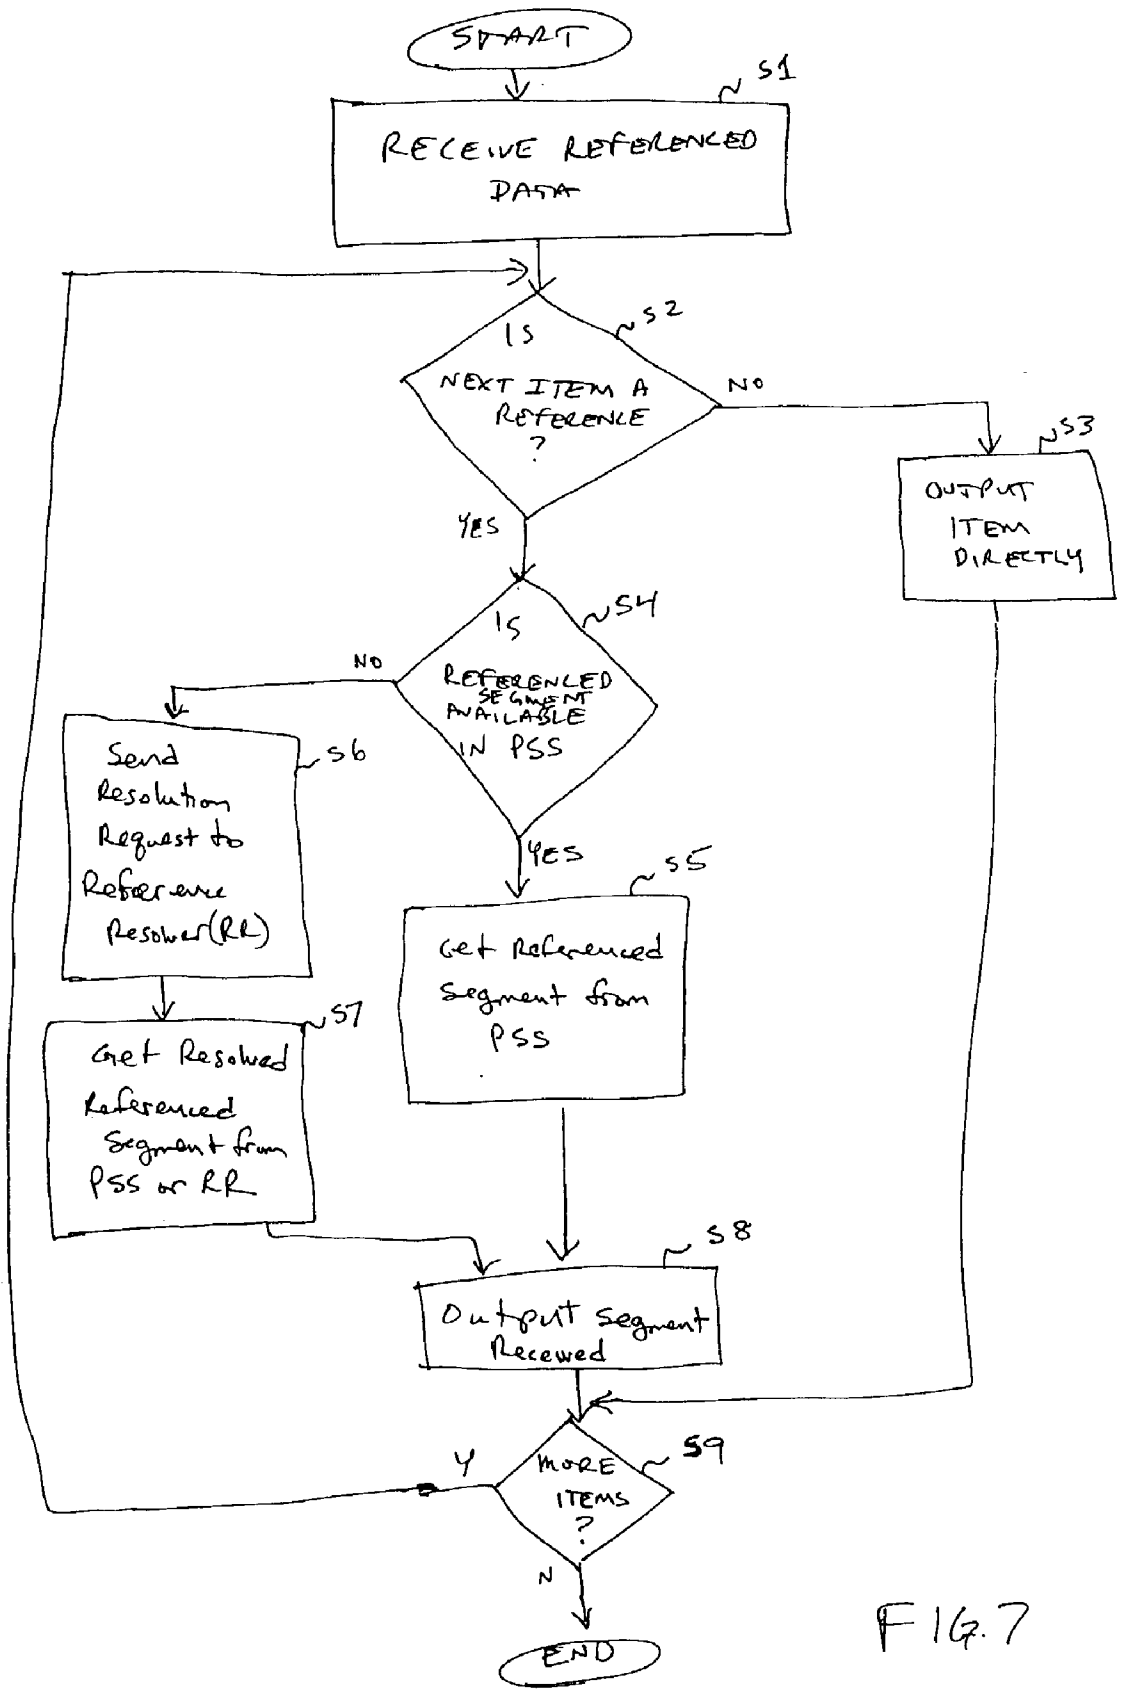 START
S1
RECEIVE REFERENCED
DATA
S2
IS
NEXT ITEM A
REFERENCE
?
NO
YES
S3
OUTPUT
ITEM
DIRECTLY
S4
IS
REFERENCED
SEGMENT
AVAILABLE
IN PSS
NO
YES
S6
Send
Resolution
Request to
Reference
Resolver (RR)
S5
Get Referenced
Segment from
PSS
S7
Get Resolved
Referenced
Segment from
PSS or RR
S8
Output Segment
Received
S9
MORE
ITEMS
?
Y
N
END
FIG. 7